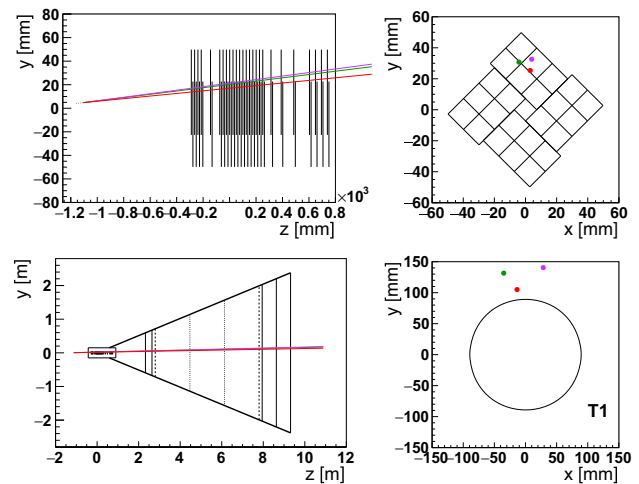 y [mm]
80
60
40
20
0
−20
−40
−60
80
−1.2 −1 −0.8 −0.6 −0.4 −0.2 0 0.2 0.4 0.6 0.8
×10³
z [mm]
y [mm]
60
40
20
0
−20
−40
−60
−60 −40 −20 0 20 40 60
x [mm]
y [m]
2
1
0
−1
−2
−2 0 2 4 6 8 10 12
z [m]
y [mm]
150
100
50
0
−50
−100
−150
T1
−150 −100 −50 0 50 100 150
x [mm]